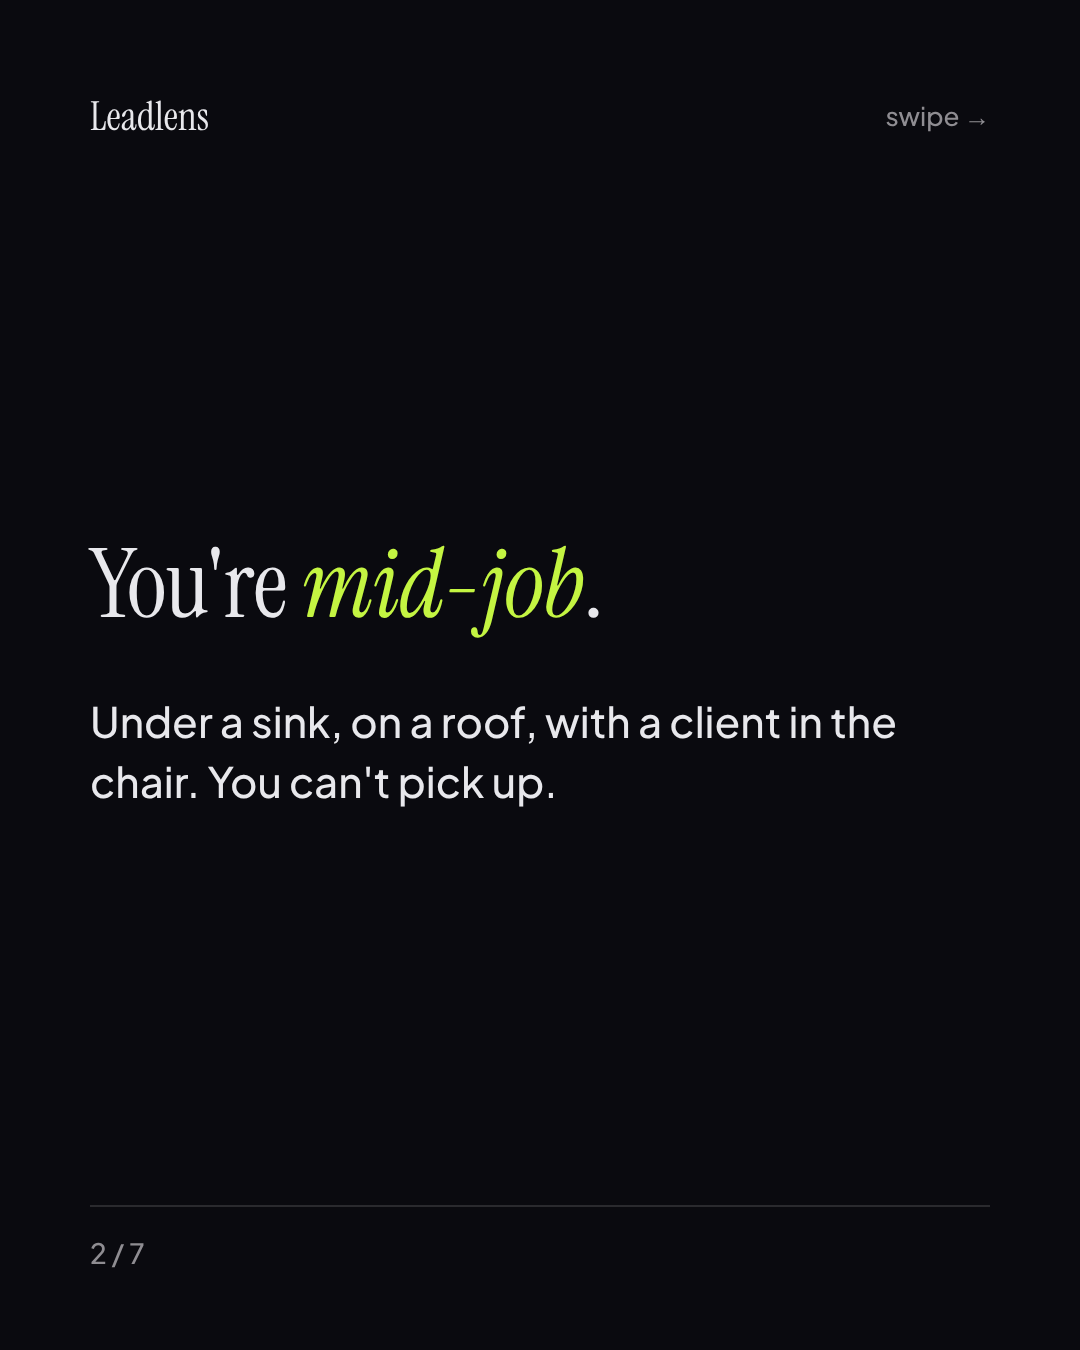 Leadlens
swipe →
You're mid-job.
Under a sink, on a roof, with a client in the
chair. You can't pick up.
2 / 7